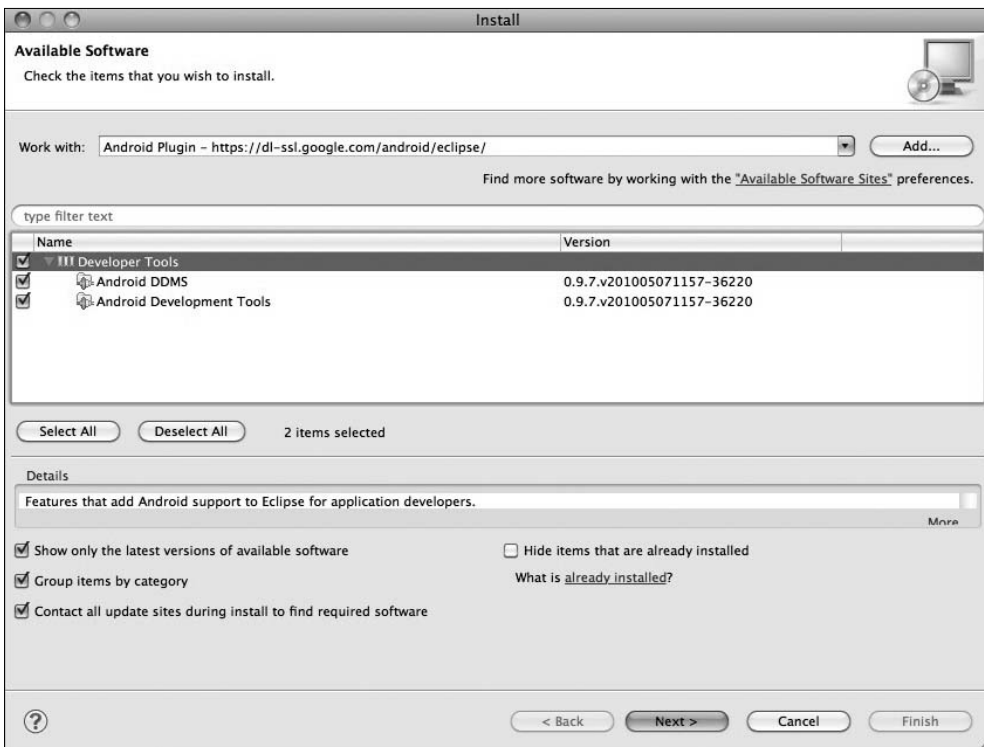 Install
Available Software
Check the items that you wish to install.
Work with: Android Plugin – https://dl-ssl.google.com/android/eclipse/ Add...
Find more software by working with the "Available Software Sites" preferences.
type filter text
Name Version
Developer Tools
Android DDMS 0.9.7.v201005071157-36220
Android Development Tools 0.9.7.v201005071157-36220
Select All Deselect All 2 items selected
Details
Features that add Android support to Eclipse for application developers.
More
Show only the latest versions of available software Hide items that are already installed
Group items by category What is already installed?
Contact all update sites during install to find required software
? < Back Next > Cancel Finish